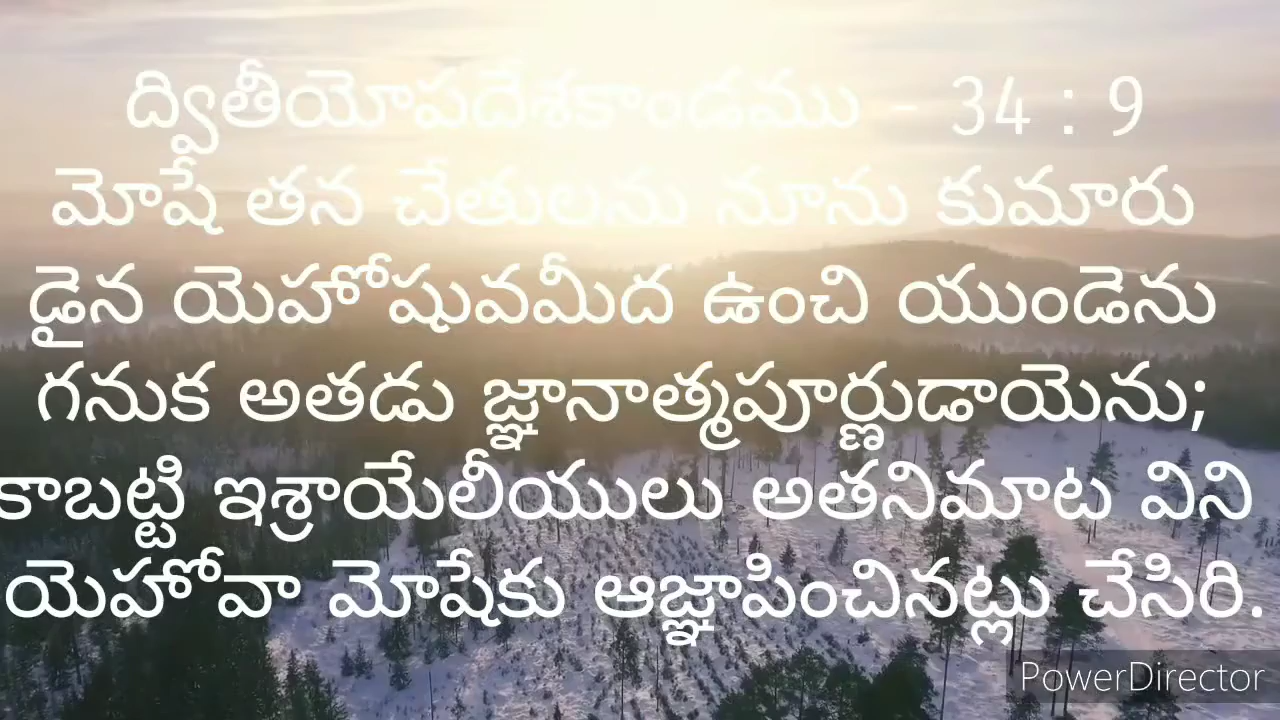 ద్వితీయోపదేశకాండము - 34 : 9
మోషే తన చేతులను నూను కుమారు
డైన యెహోషువమీద ఉంచి యుండెను
గనుక అతడు జ్ఞానాత్మపూర్ణుడాయెను;
కాబట్టి ఇశ్రాయేలీయులు అతనిమాట విని
యెహోవా మోషేకు ఆజ్ఞాపించినట్లు చేసిరి.
PowerDirector